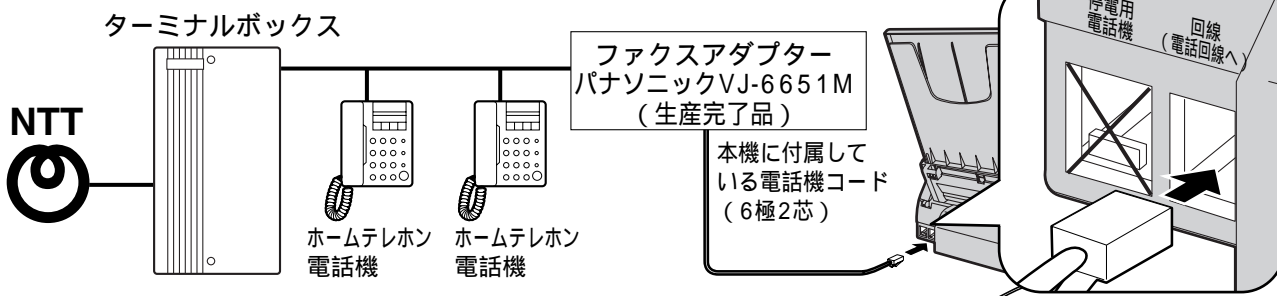 ターミナルボックス
NTT
ホームテレホン
電話機
ホームテレホン
電話機
ファクスアダプター
パナソニックVJ-6651M
(生産完了品)
本機に付属して
いる電話機コード
(6極2芯)
停電用
電話機
回線
(電話回線へ)